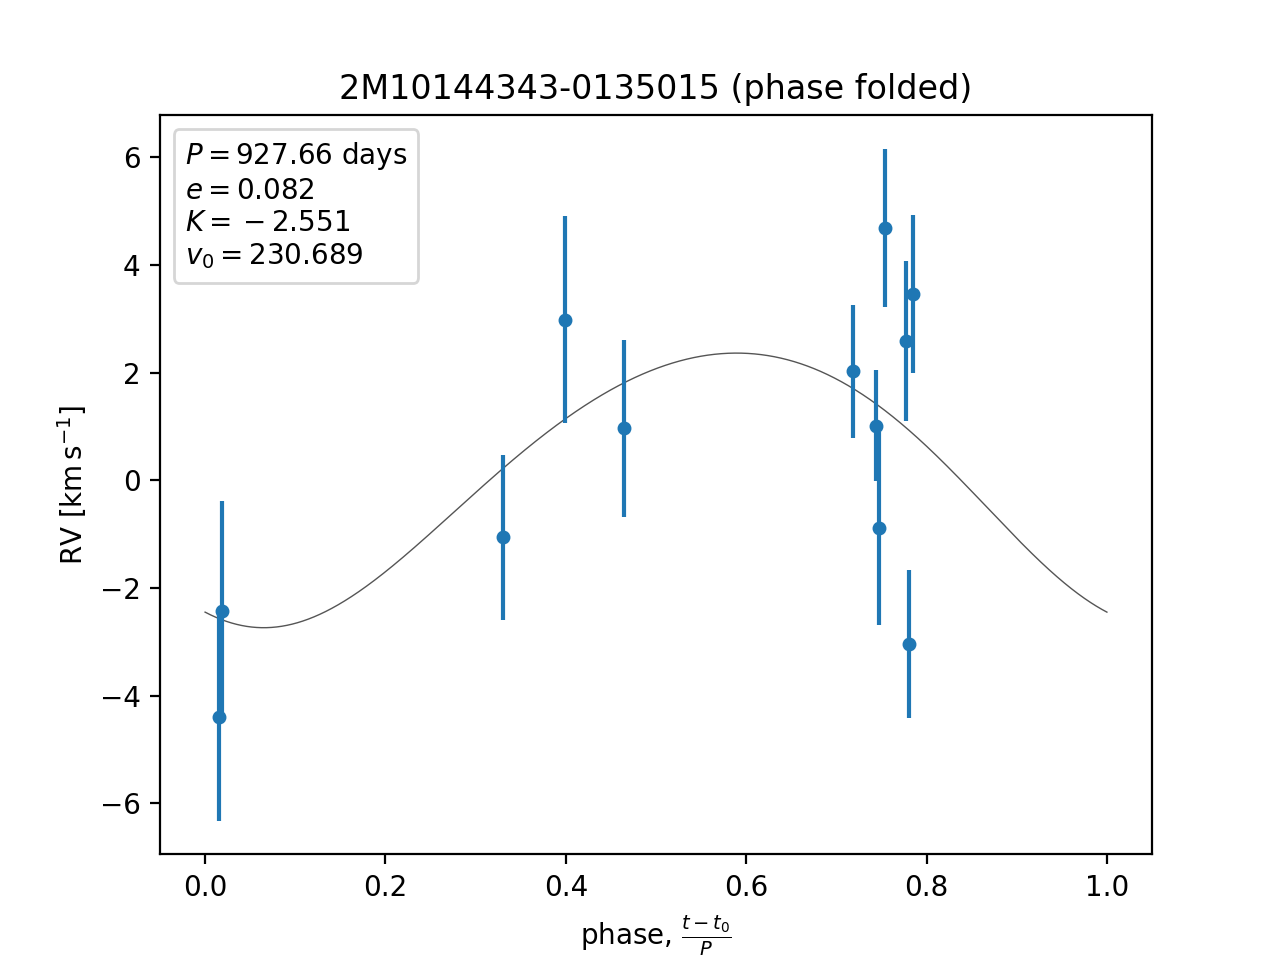 2M10144343-0135015 (phase folded)
P = 927.66 days
e = 0.082
K = −2.551
v₀ = 230.689
RV [km s⁻¹]
6
4
2
0
−2
−4
−6
0.0 0.2 0.4 0.6 0.8 1.0
phase, (t − t₀)/P